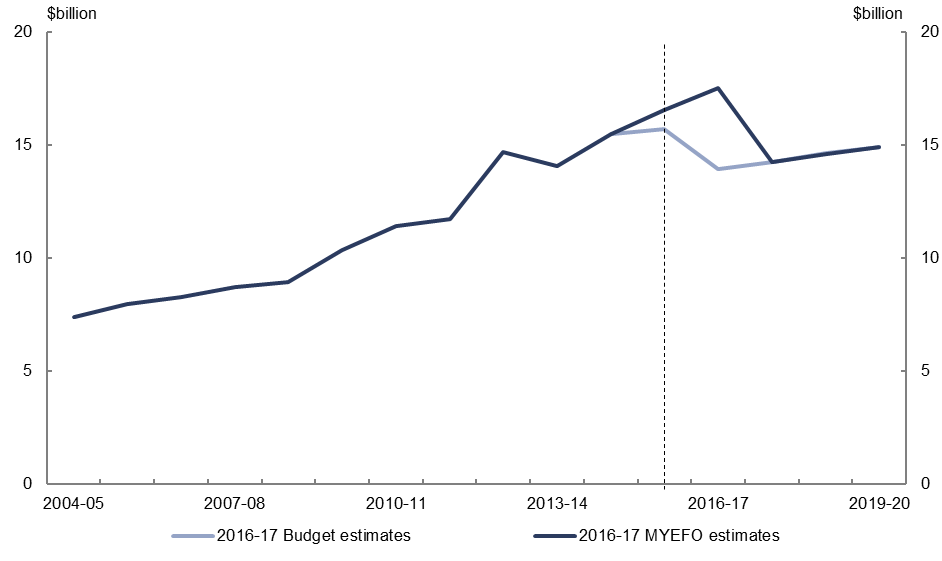 $billion $billion
20 20
15 15
10 10
5 5
0 0
2004-05 2007-08 2010-11 2013-14 2016-17 2019-20
2016-17 Budget estimates 2016-17 MYEFO estimates